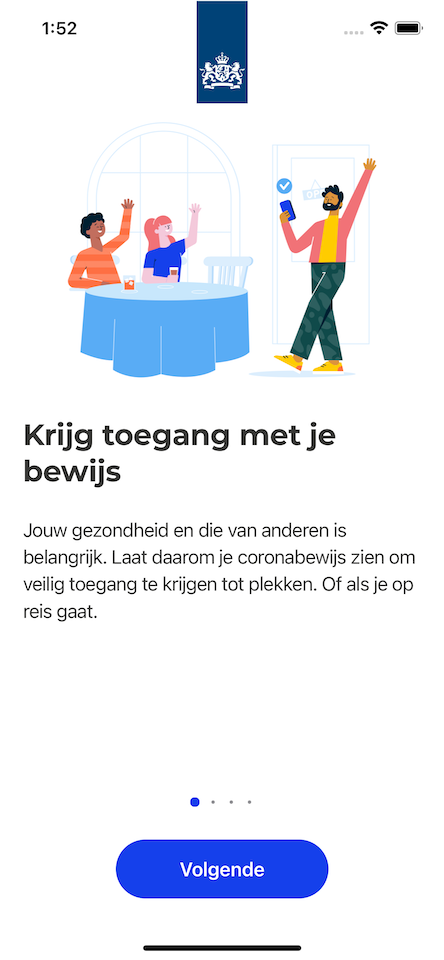 1:52
OP
Krijg toegang met je
bewijs
Jouw gezondheid en die van anderen is
belangrijk. Laat daarom je coronabewijs zien om
veilig toegang te krijgen tot plekken. Of als je op
reis gaat.
Volgende